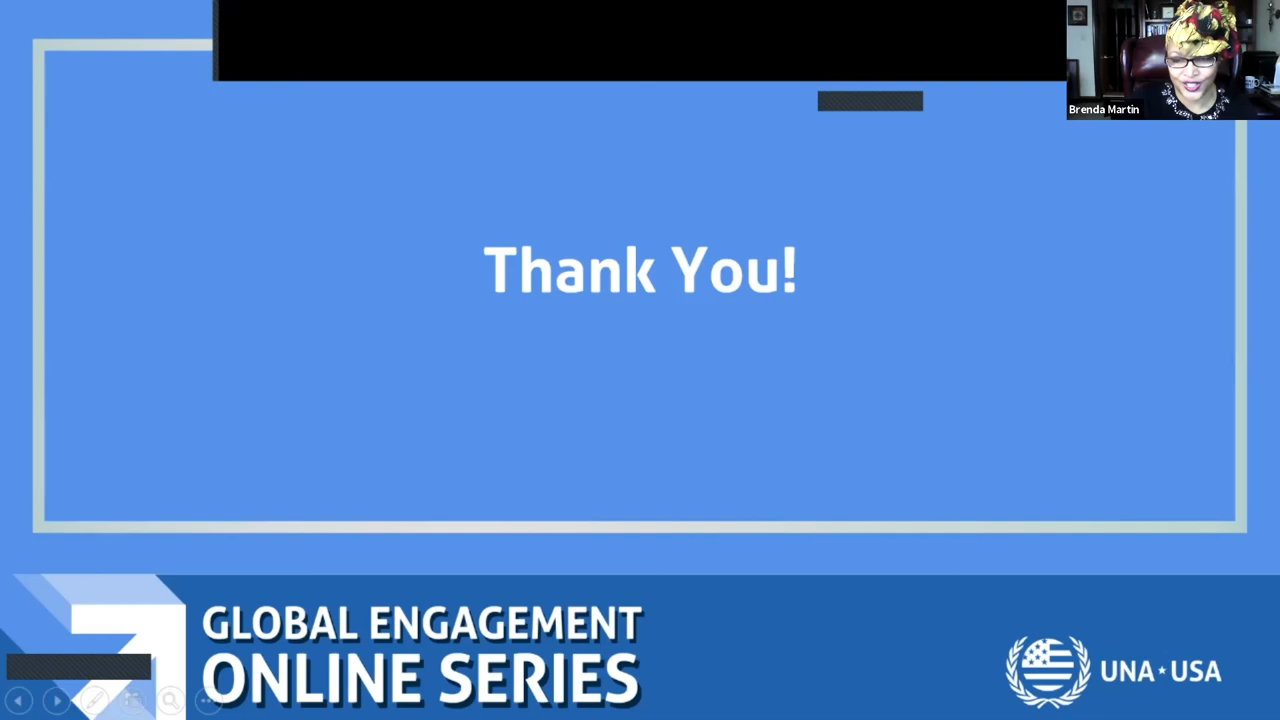 Brenda Martin
Thank You!
GLOBAL ENGAGEMENT
ONLINE SERIES
UNA★USA